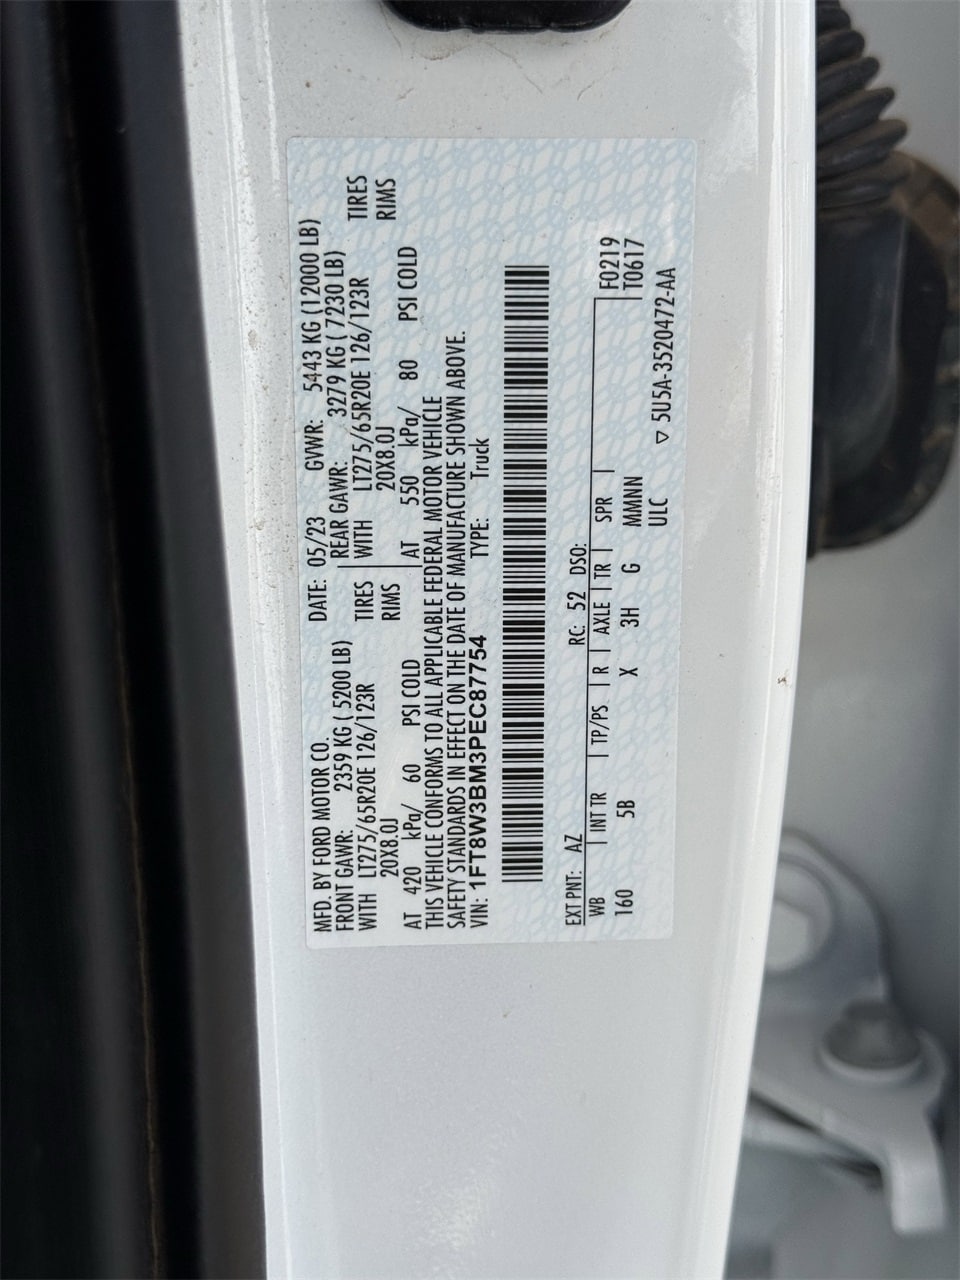 MFD. BY FORD MOTOR CO. DATE: 05/23 GVWR: 5443 KG (12000 LB)
FRONT GAWR: 2359 KG ( 5200 LB) REAR GAWR: 3279 KG ( 7230 LB)
WITH LT275/65R20E 126/123R TIRES WITH LT275/65R20E 126/123R TIRES
20X8.0J RIMS 20X8.0J RIMS
AT 420 kPa/ 60 PSI COLD AT 550 kPa/ 80 PSI COLD
THIS VEHICLE CONFORMS TO ALL APPLICABLE FEDERAL MOTOR VEHICLE
SAFETY STANDARDS IN EFFECT ON THE DATE OF MANUFACTURE SHOWN ABOVE.
VIN: 1FT8W3BM3PEC87754 TYPE: Truck
EXT PNT: AZ RC: 52 DSO: F0219
WB INT TR TP/PS R AXLE TR SPR T0617
160 5B X 3H G MMNN
ULC ▽ 5U5A-3520472-AA